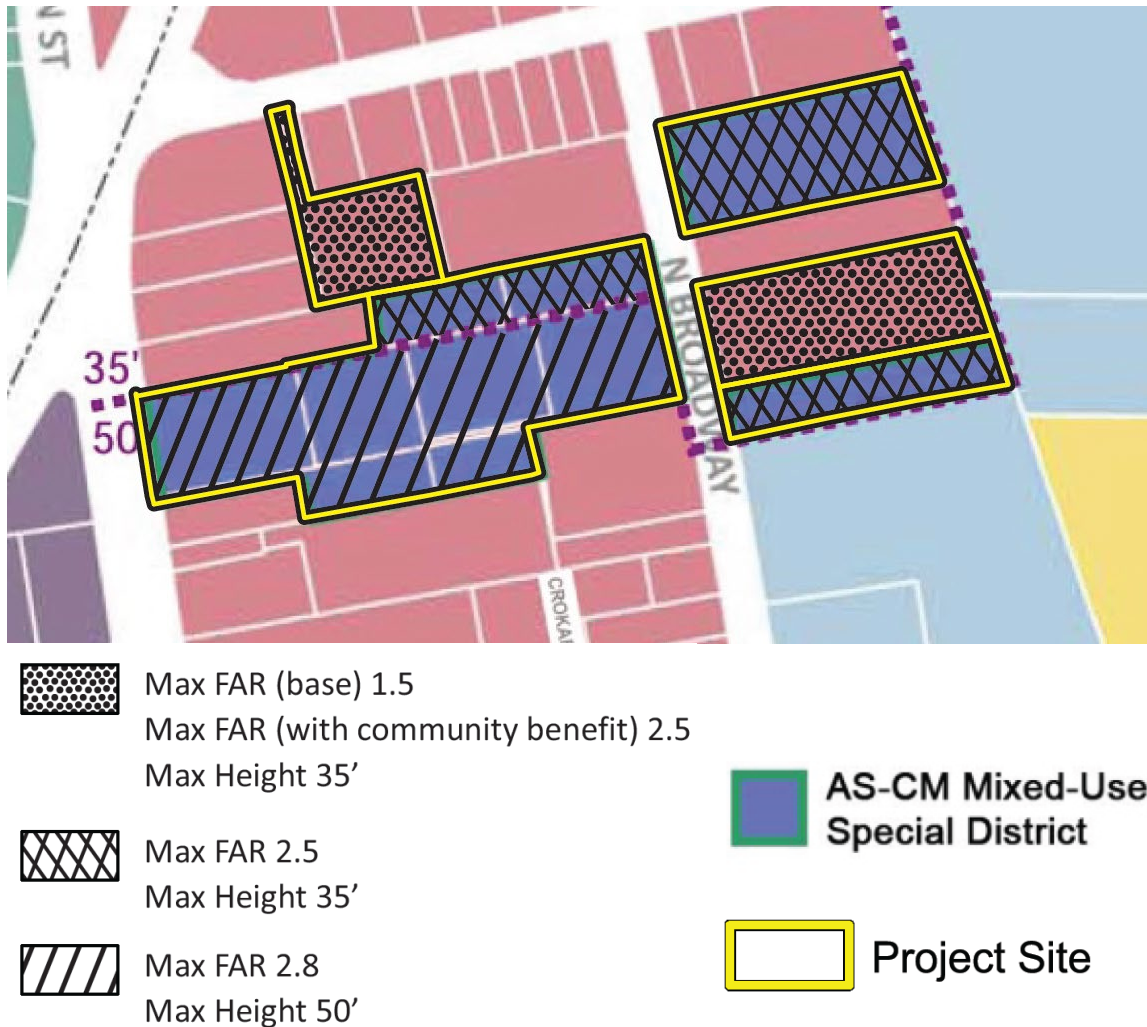 N ST
N BROADWAY
35'
50
CROKA
Max FAR (base) 1.5
Max FAR (with community benefit) 2.5
Max Height 35’
Max FAR 2.5
Max Height 35’
Max FAR 2.8
Max Height 50’
AS-CM Mixed-Use
Special District
Project Site